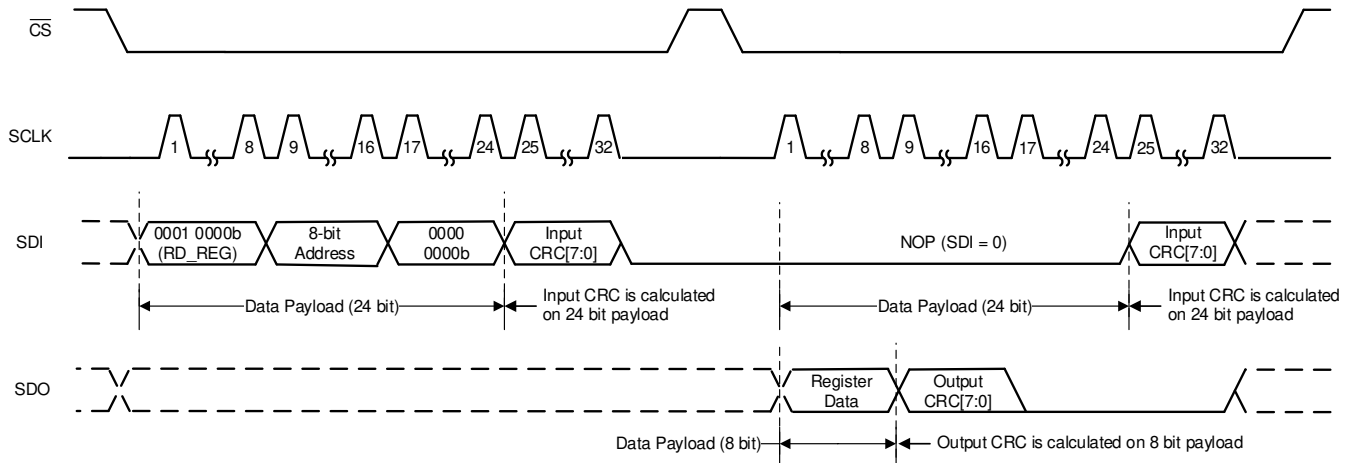 CS
SCLK
1 8 9 16 17 24 25 32 1 8 9 16 17 24 25 32
SDI
0001 0000b
(RD_REG)
8-bit
Address
0000
0000b
Input
CRC[7:0]
NOP (SDI = 0)
Input
CRC[7:0]
Data Payload (24 bit)
Input CRC is calculated
on 24 bit payload
Data Payload (24 bit)
Input CRC is calculated
on 24 bit payload
SDO
Register
Data
Output
CRC[7:0]
Data Payload (8 bit)
Output CRC is calculated on 8 bit payload